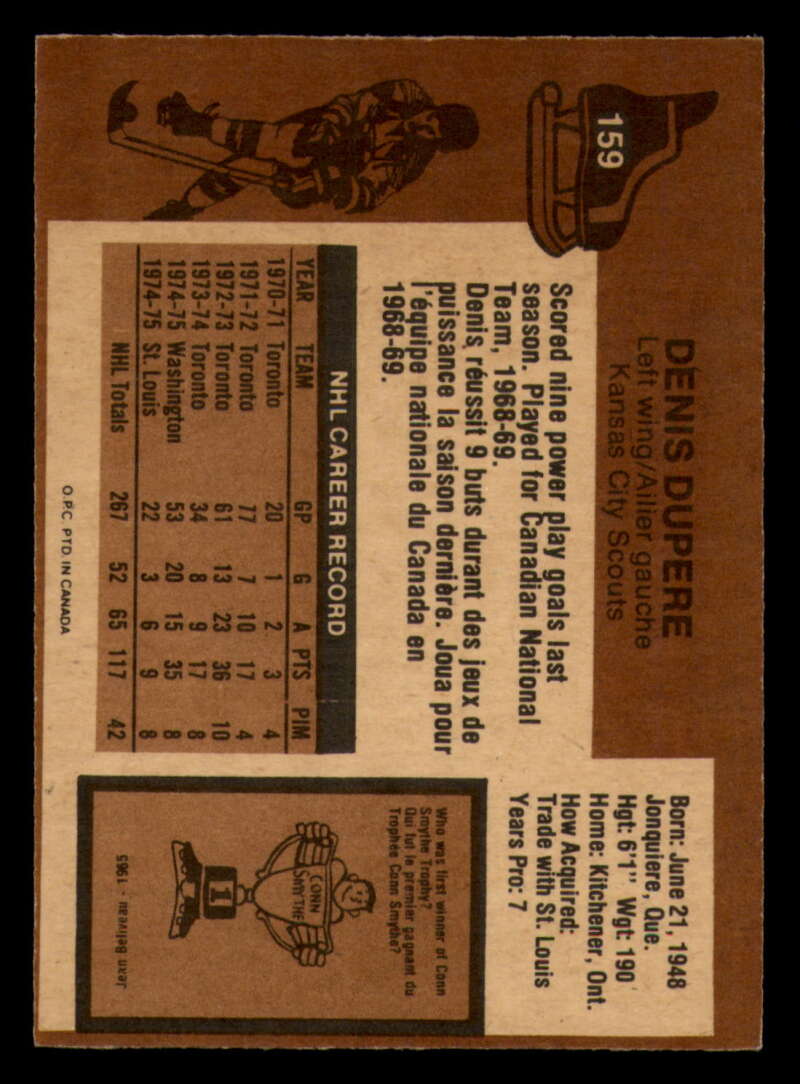 159
DENIS DUPERE
Left wing/Ailier gauche
Kansas City Scouts
Born: June 21, 1948
Jonquiere, Que.
Hgt: 6'1" Wgt: 190
Home: Kitchener, Ont.
How Acquired:
Trade with St. Louis
Years Pro: 7
Scored nine power play goals last
season. Played for Canadian National
Team, 1968-69.
Denis réussit 9 buts durant des jeux de
puissance la saison dernière. Joua pour
l'équipe nationale du Canada en
1968-69.
NHL CAREER RECORD
YEAR TEAM GP G A PTS PIM
1970-71 Toronto 20 1 2 3 4
1971-72 Toronto 77 7 10 17 4
1972-73 Toronto 61 13 23 36 10
1973-74 Toronto 34 8 9 17 8
1974-75 Washington 53 20 15 35 8
1974-75 St. Louis 22 3 6 9 8
NHL Totals 267 52 65 117 42
Who was first winner of Conn
Smythe Trophy?
Qui fut le premier gagnant du
Trophée Conn Smythe?
CONN
SMYTHE
1
Jean Beliveau - 1965
O.P.C. PTD. IN CANADA